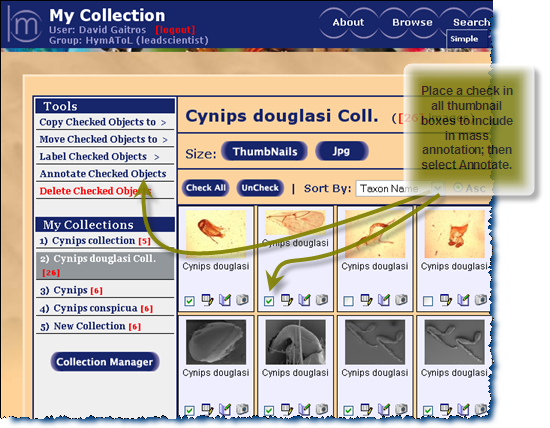 My Collection
User: David Gaitros [logout]
Group: HymAToL (leadscientist)
About Browse Search
Simple
Tools
Copy Checked Objects to >
Move Checked Objects to >
Label Checked Objects >
Annotate Checked Objects
Delete Checked Objects
My Collections
1) Cynips collection [5]
2) Cynips douglasi Coll.
[26]
3) Cynips [6]
4) Cynips conspicua [6]
5) New Collection [6]
Collection Manager
Cynips douglasi Coll. ([26]
Size: ThumbNails Jpg
Check All UnCheck | Sort By: Taxon Name Asc
Place a check in
all thumbnail
boxes to include
in mass
annotation; then
select Annotate.
Cynips douglasi Cynips douglasi Cynips douglasi Cynips douglasi
Cynips douglasi Cynips douglasi Cynips douglasi Cynips douglasi